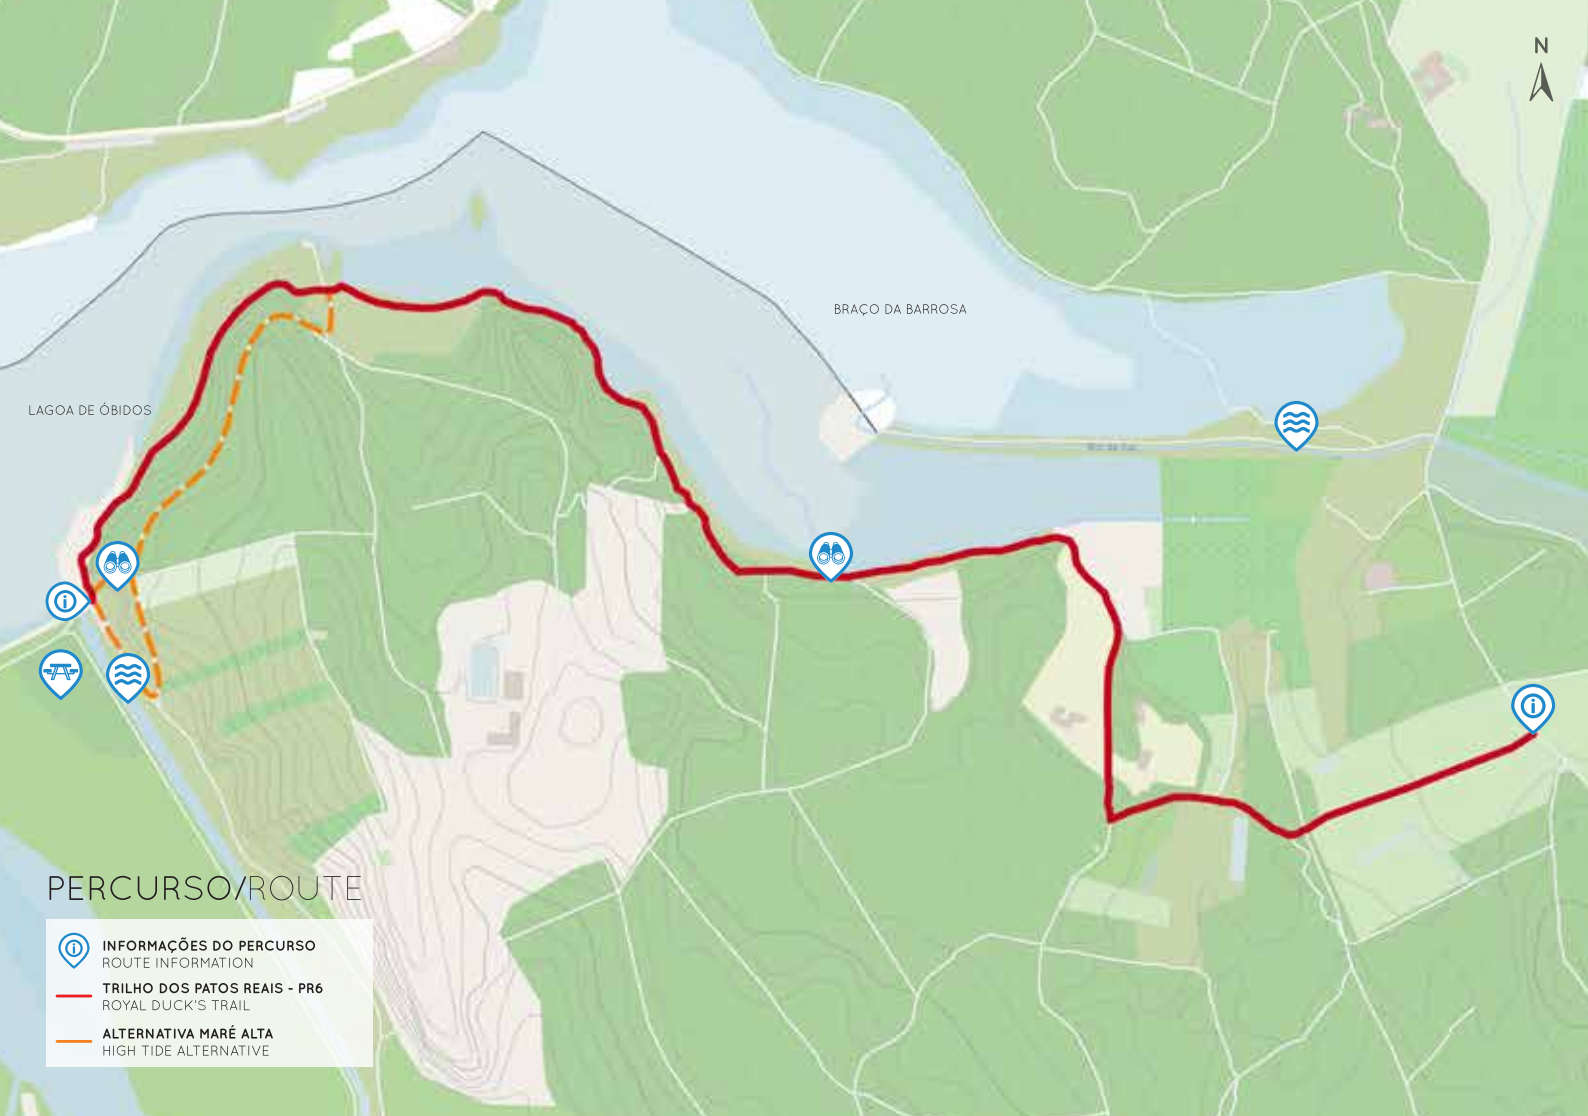 N
BRAÇO DA BARROSA
LAGOA DE ÓBIDOS
PERCURSO/ROUTE
INFORMAÇÕES DO PERCURSO
ROUTE INFORMATION
TRILHO DOS PATOS REAIS - PR6
ROYAL DUCK'S TRAIL
ALTERNATIVA MARÉ ALTA
HIGH TIDE ALTERNATIVE